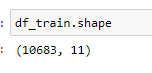 : df_train.shape
: (10683, 11)